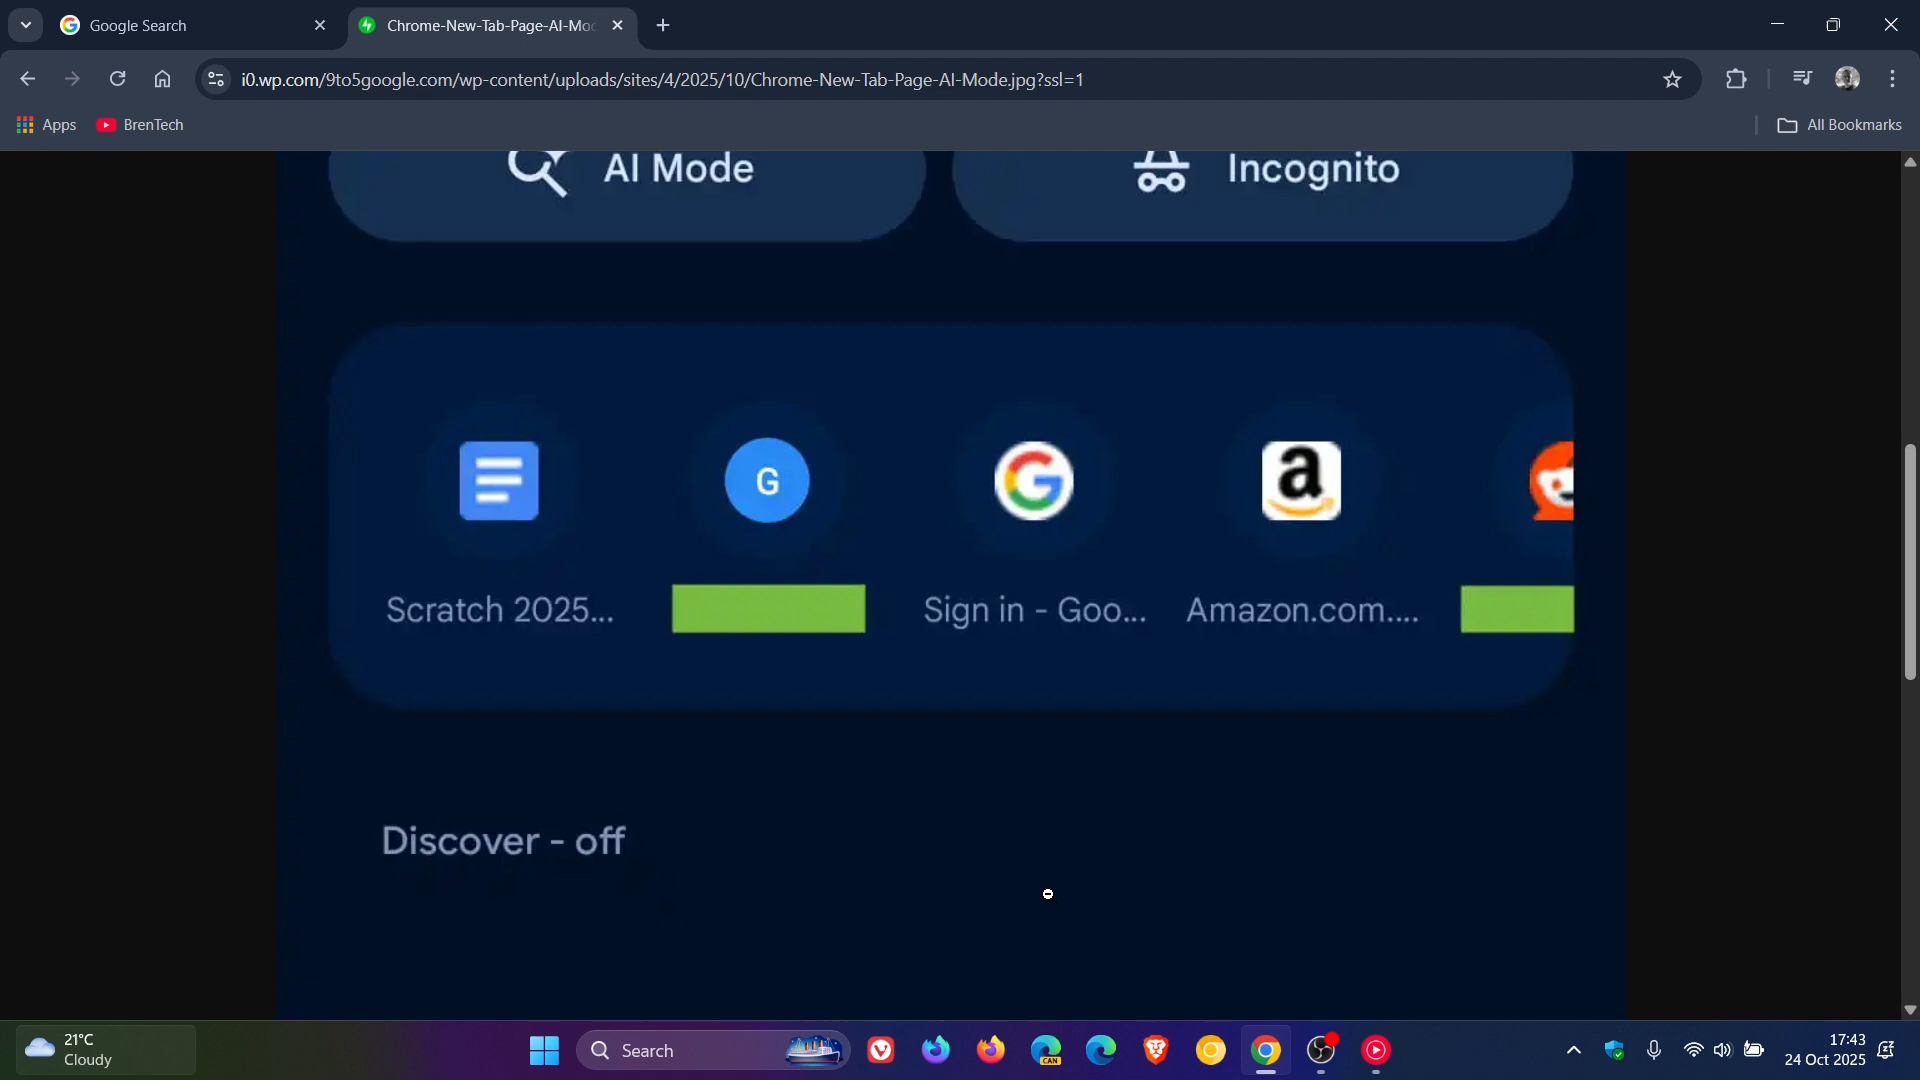 Google Search
Chrome-New-Tab-Page-AI-Mod
i0.wp.com/9to5google.com/wp-content/uploads/sites/4/2025/10/Chrome-New-Tab-Page-AI-Mode.jpg?ssl=1
Apps
BrenTech
All Bookmarks
AI Mode
Incognito
G
a
Scratch 2025...
Sign in - Goo...
Amazon.com....
Discover - off
21°C
Cloudy
Search
CAN
17:43
24 Oct 2025